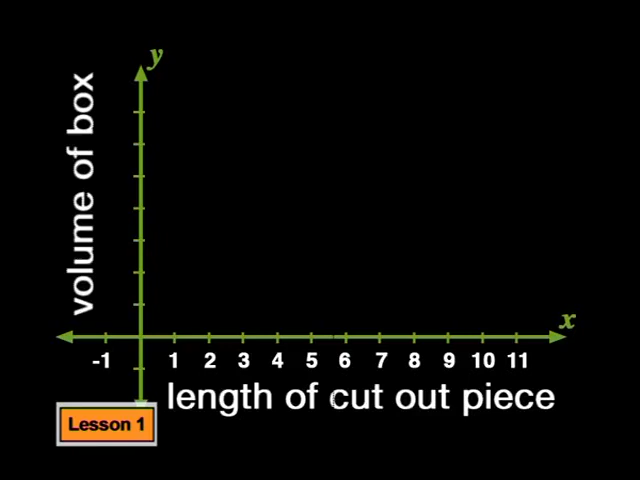 y
volume of box
x
-1 1 2 3 4 5 6 7 8 9 10 11
length of cut out piece
Lesson 1